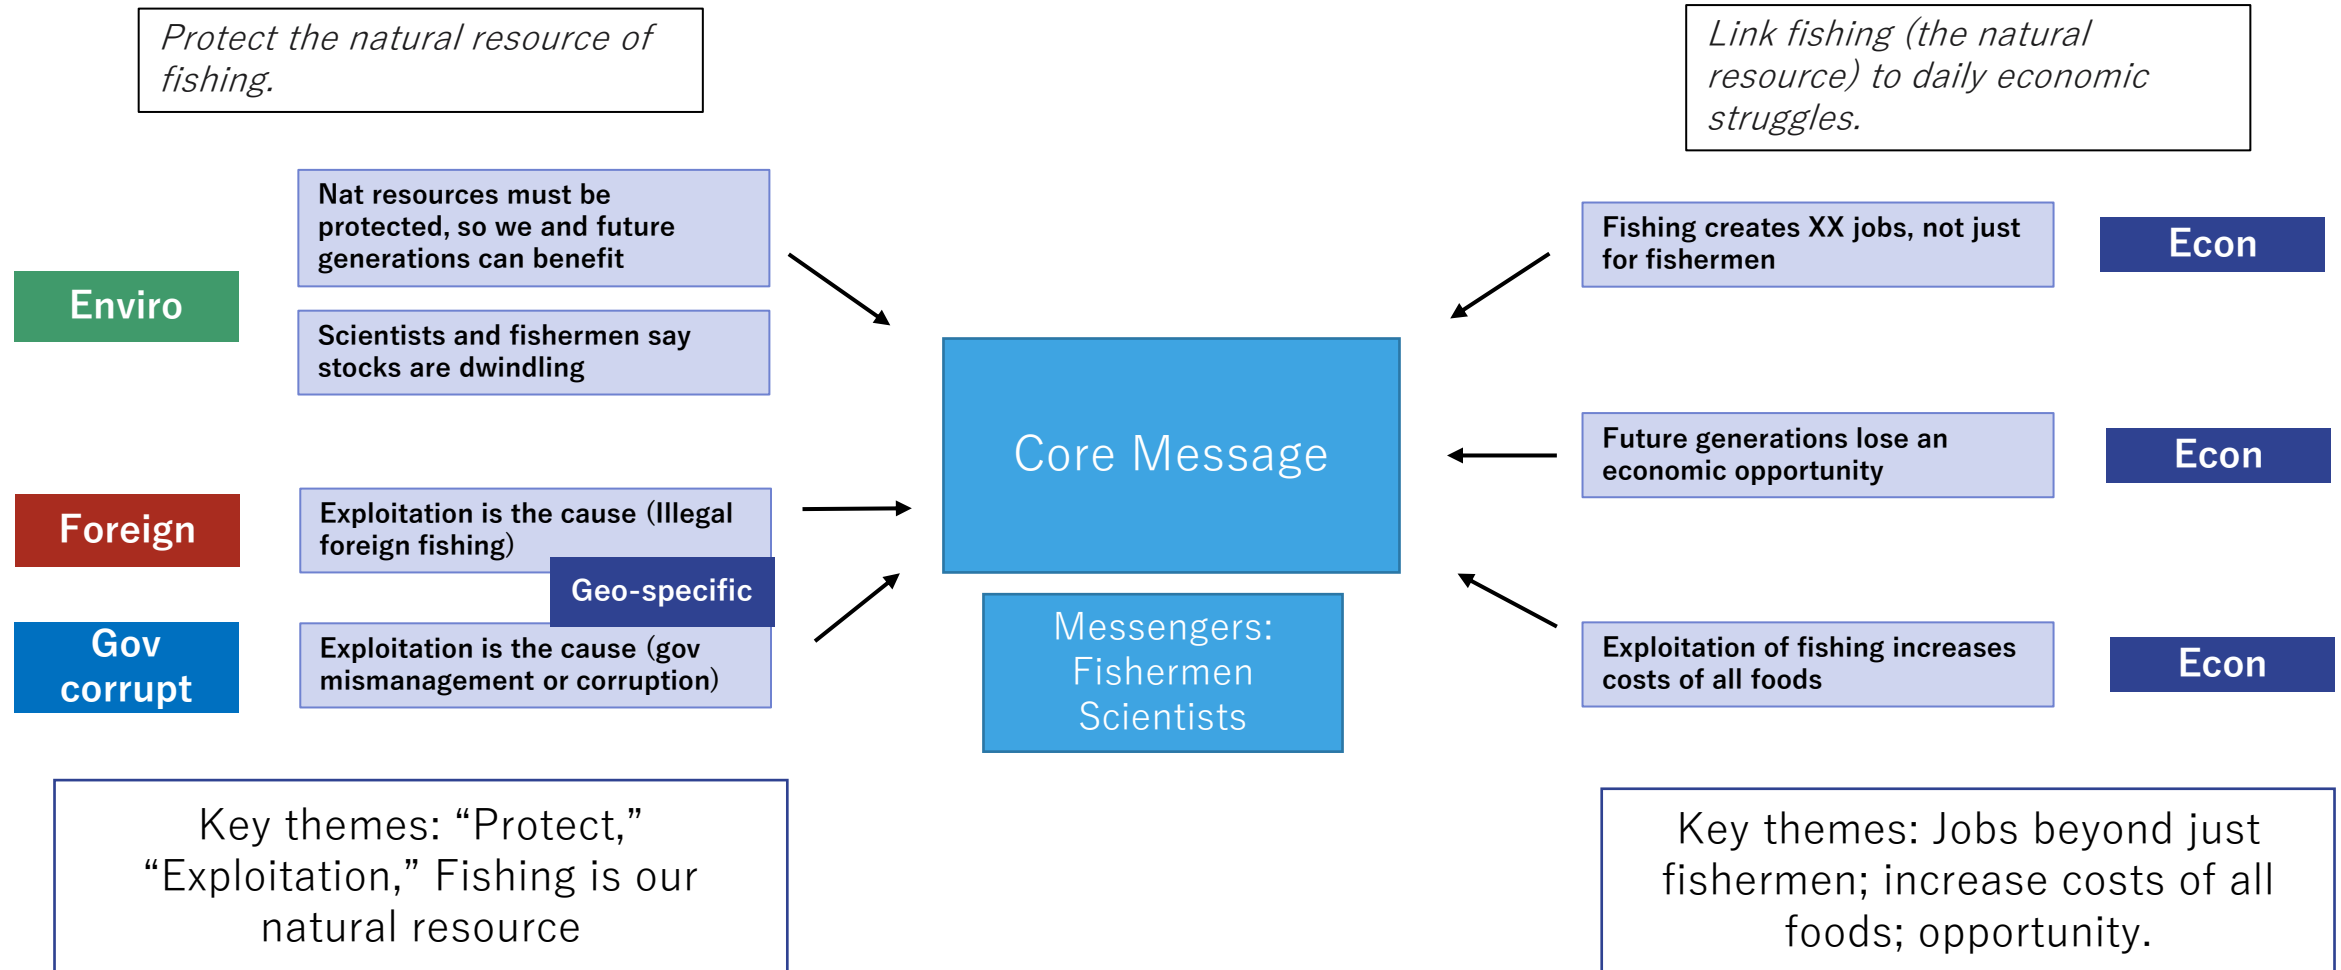 Protect the natural resource of
fishing.
Link fishing (the natural
resource) to daily economic
struggles.
Enviro
Nat resources must be
protected, so we and future
generations can benefit
Scientists and fishermen say
stocks are dwindling
Foreign
Exploitation is the cause (Illegal
foreign fishing)
Geo-specific
Gov
corrupt
Exploitation is the cause (gov
mismanagement or corruption)
Core Message
Messengers:
Fishermen
Scientists
Fishing creates XX jobs, not just
for fishermen
Econ
Future generations lose an
economic opportunity
Econ
Exploitation of fishing increases
costs of all foods
Econ
Key themes: “Protect,”
“Exploitation,” Fishing is our
natural resource
Key themes: Jobs beyond just
fishermen; increase costs of all
foods; opportunity.